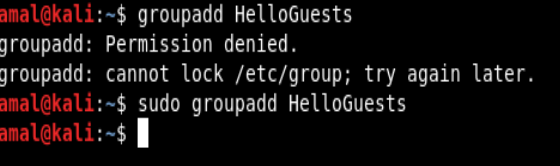 amal@kali:~$ groupadd HelloGuests
groupadd: Permission denied.
groupadd: cannot lock /etc/group; try again later.
amal@kali:~$ sudo groupadd HelloGuests
amal@kali:~$